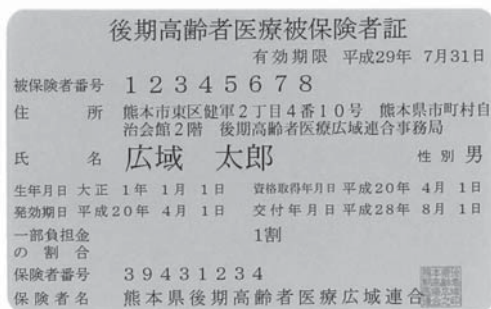 後期高齢者医療被保険者証
有効期限 平成29年 7月31日
被保険者番号 12345678
住所 熊本市東区健軍2丁目4番10号 熊本県市町村自
治会館2階 後期高齢者医療広域連合事務局
氏名 広域 太郎 性別 男
生年月日 大正 1年 1月 1日 資格取得年月日 平成20年 4月 1日
発効期日 平成20年 4月 1日 交付年月日 平成28年 8月 1日
一部負担金 1割
の割合
保険者番号 39431234
保険者名 熊本県後期高齢者医療広域連合